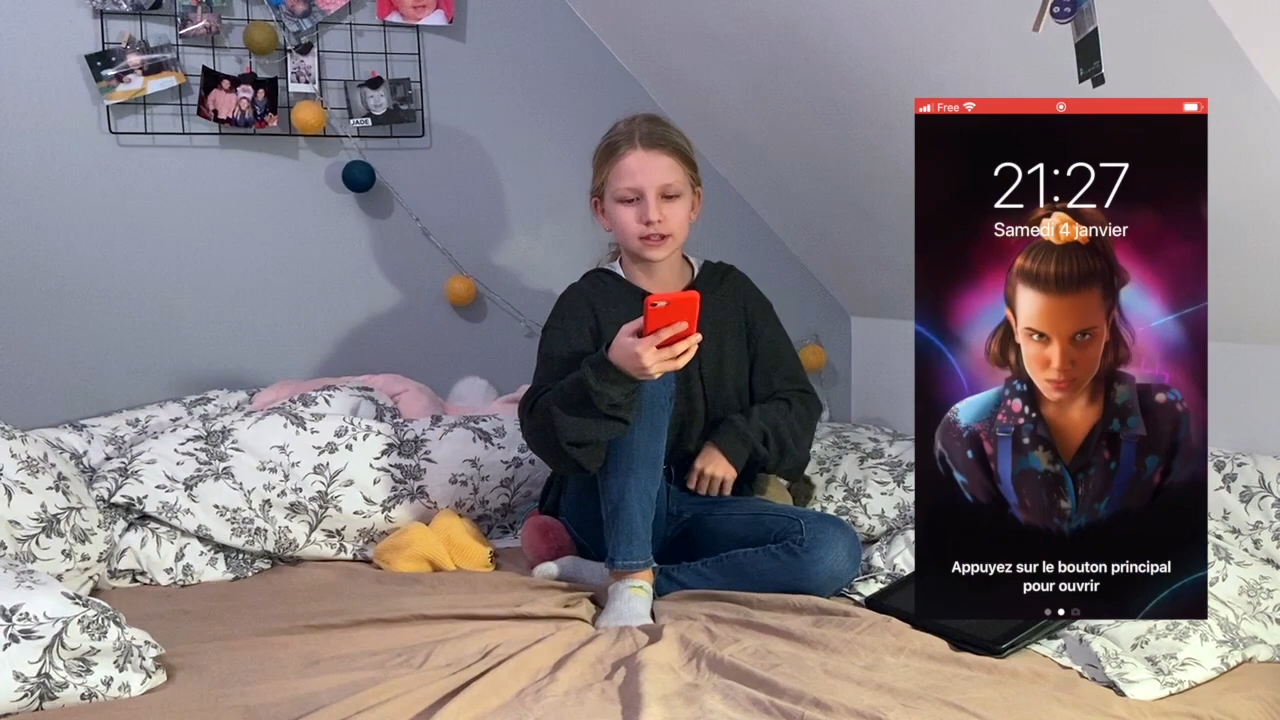 JADE
Free
21:27
Samedi 4 janvier
Appuyez sur le bouton principal
pour ouvrir